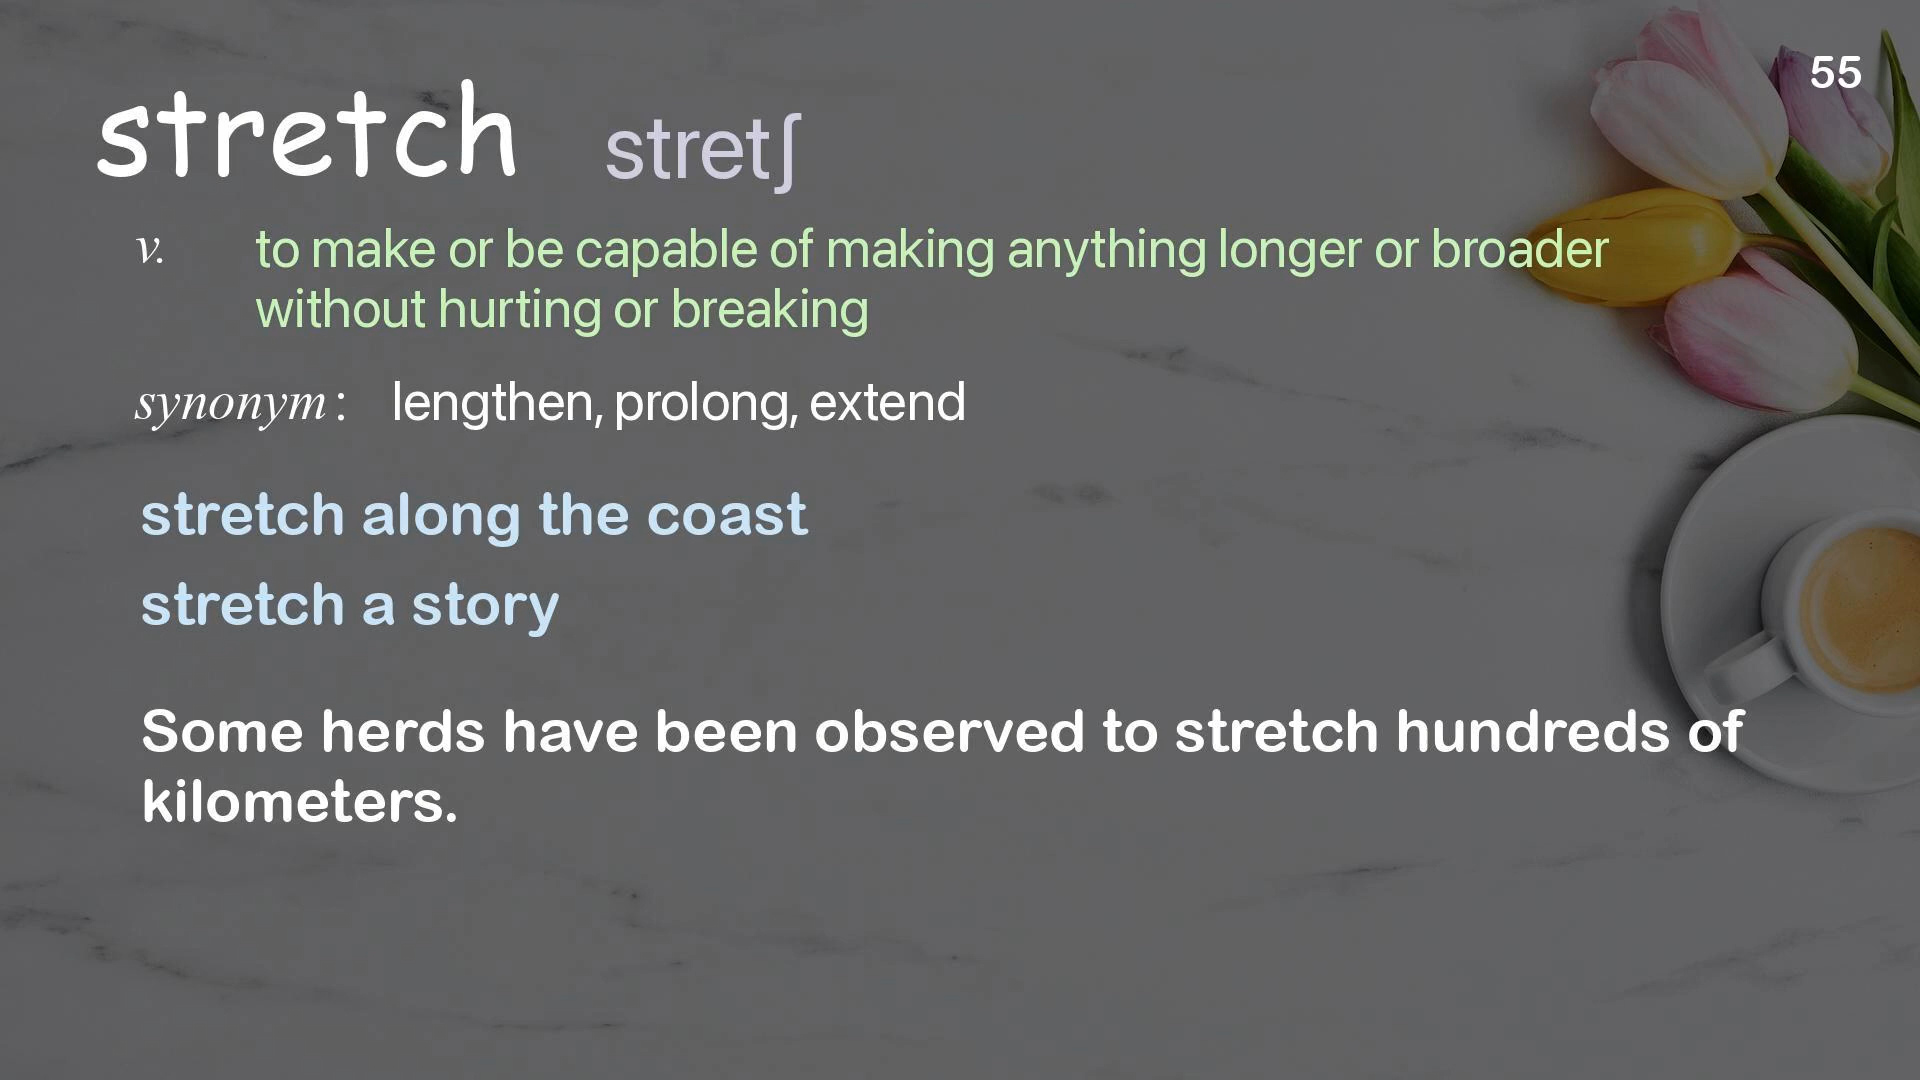 55
stretch stretʃ
v. to make or be capable of making anything longer or broader
without hurting or breaking
synonym: lengthen, prolong, extend
stretch along the coast
stretch a story
Some herds have been observed to stretch hundreds of
kilometers.